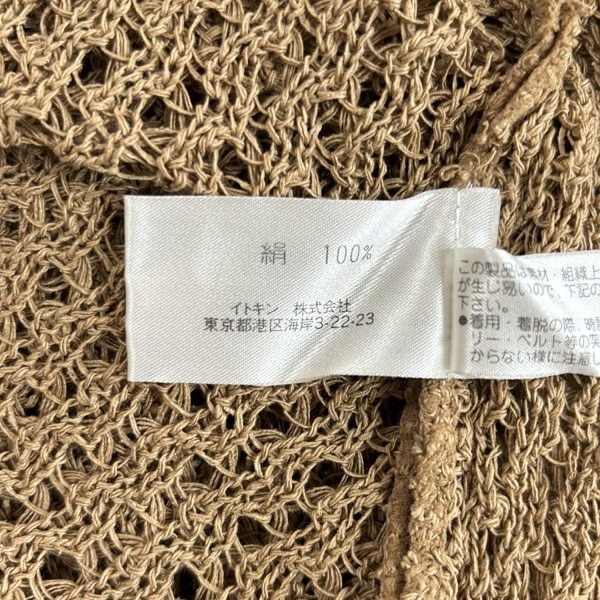 絹 100%
イトキン 株式会社
東京都港区海岸3-22-23
この製品は素材・組織上
が生じ易いので、下記の
下さい。
●着用・着脱の際、時
リー・ベルト等の突
からない様に注意し